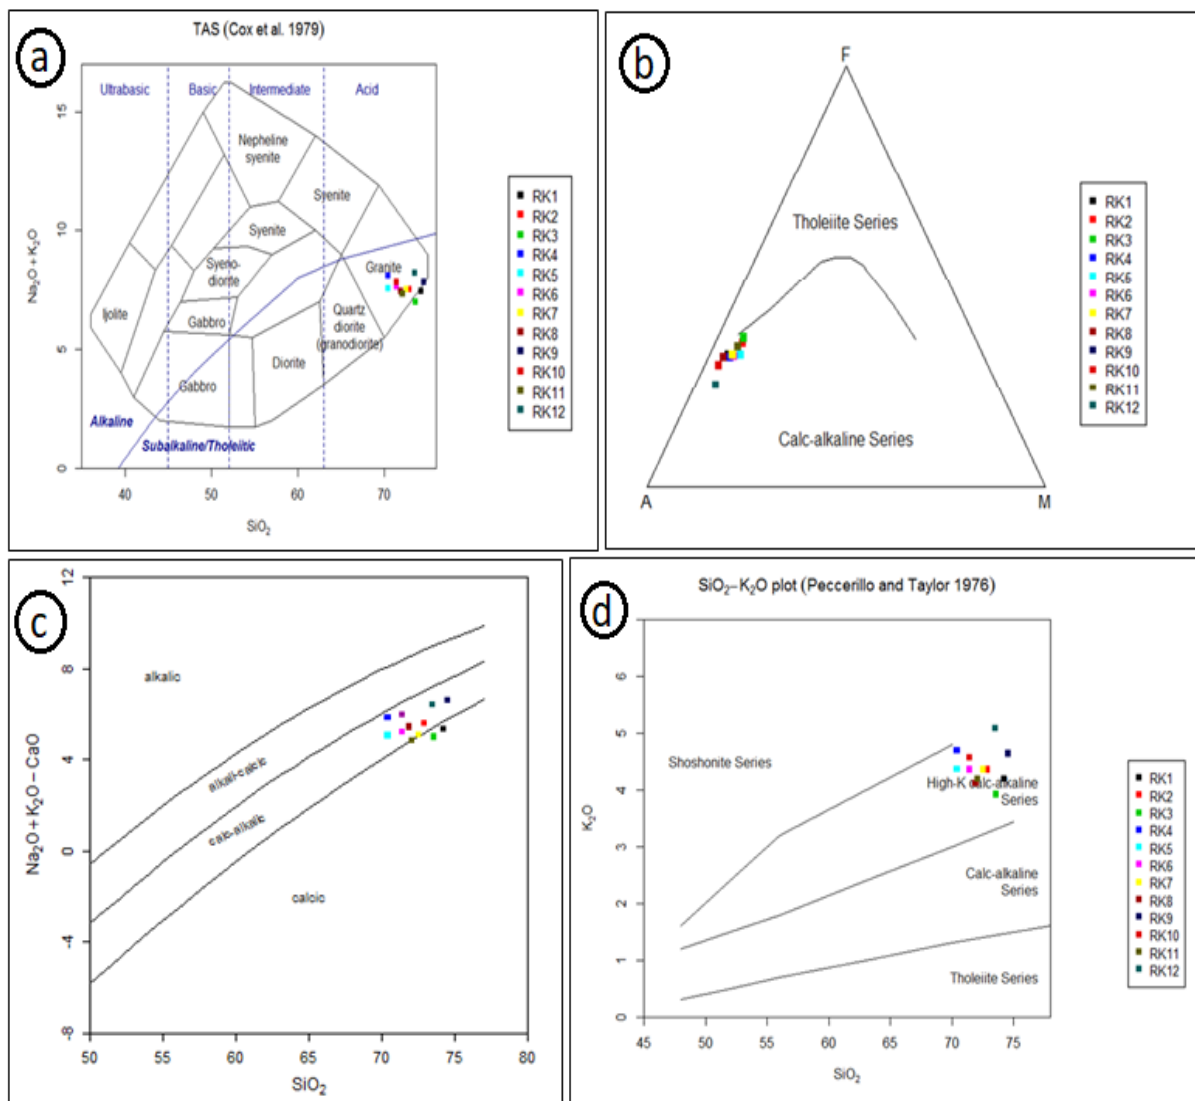 a
TAS (Cox et al. 1979)
Ultrabasic
Basic
Intermediate
Acid
Nepheline
syenite
Syenite
Syenite
Syeno-
diorite
Granite
Ijolite
Gabbro
Quartz
diorite
(granodiorite)
Diorite
Gabbro
Alkaline
Subalkaline/Tholeiitic
Na₂O + K₂O
0
5
10
15
40
50
60
70
SiO₂
RK1
RK2
RK3
RK4
RK5
RK6
RK7
RK8
RK9
RK10
RK11
RK12
b
F
Tholeiite Series
Calc-alkaline Series
A
M
RK1
RK2
RK3
RK4
RK6
RK6
RK7
RK8
RK9
RK10
RK11
RK12
c
12
8
4
0
-4
-8
Na₂O + K₂O – CaO
alkalic
alkali-calcic
calc-alkalic
calcic
50
55
60
65
70
75
80
SiO₂
d
SiO₂–K₂O plot (Peccerillo and Taylor 1976)
K₂O
0
1
2
3
4
5
6
Shoshonite Series
High-K calc-alkaline
Series
Calc-alkaline
Series
Tholeiite Series
45
50
55
60
65
70
75
SiO₂
RK1
RK2
RK3
RK4
RK5
RK6
RK7
RK8
RK9
RK10
RK11
RK12